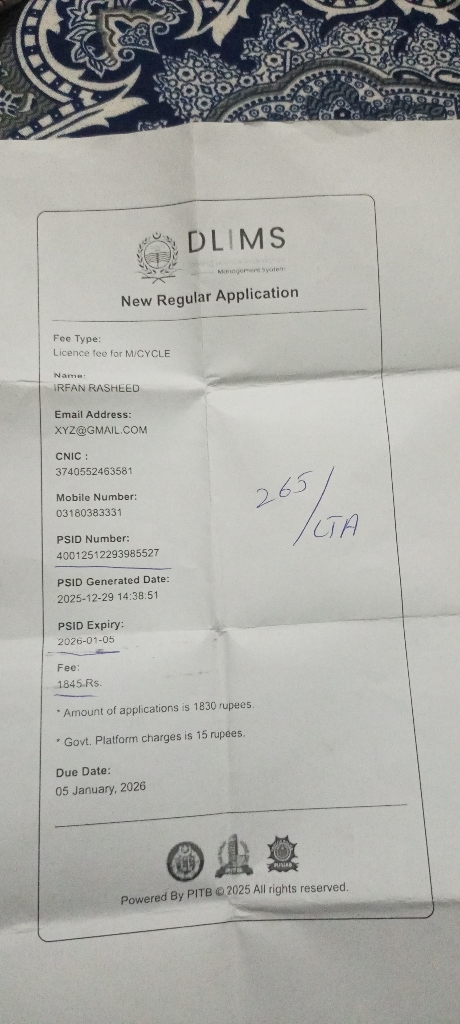 DLIMS
Management System
New Regular Application
Fee Type:
Licence fee for M/CYCLE
Name:
IRFAN RASHEED
Email Address:
XYZ@GMAIL.COM
CNIC :
3740552463581
Mobile Number:
03180383331
265/LTA
PSID Number:
40012512293985527
PSID Generated Date:
2025-12-29 14:38:51
PSID Expiry:
2026-01-05
Fee:
1845 Rs.
* Amount of applications is 1830 rupees.
* Govt. Platform charges is 15 rupees.
Due Date:
05 January, 2026
Powered By PITB © 2025 All rights reserved.